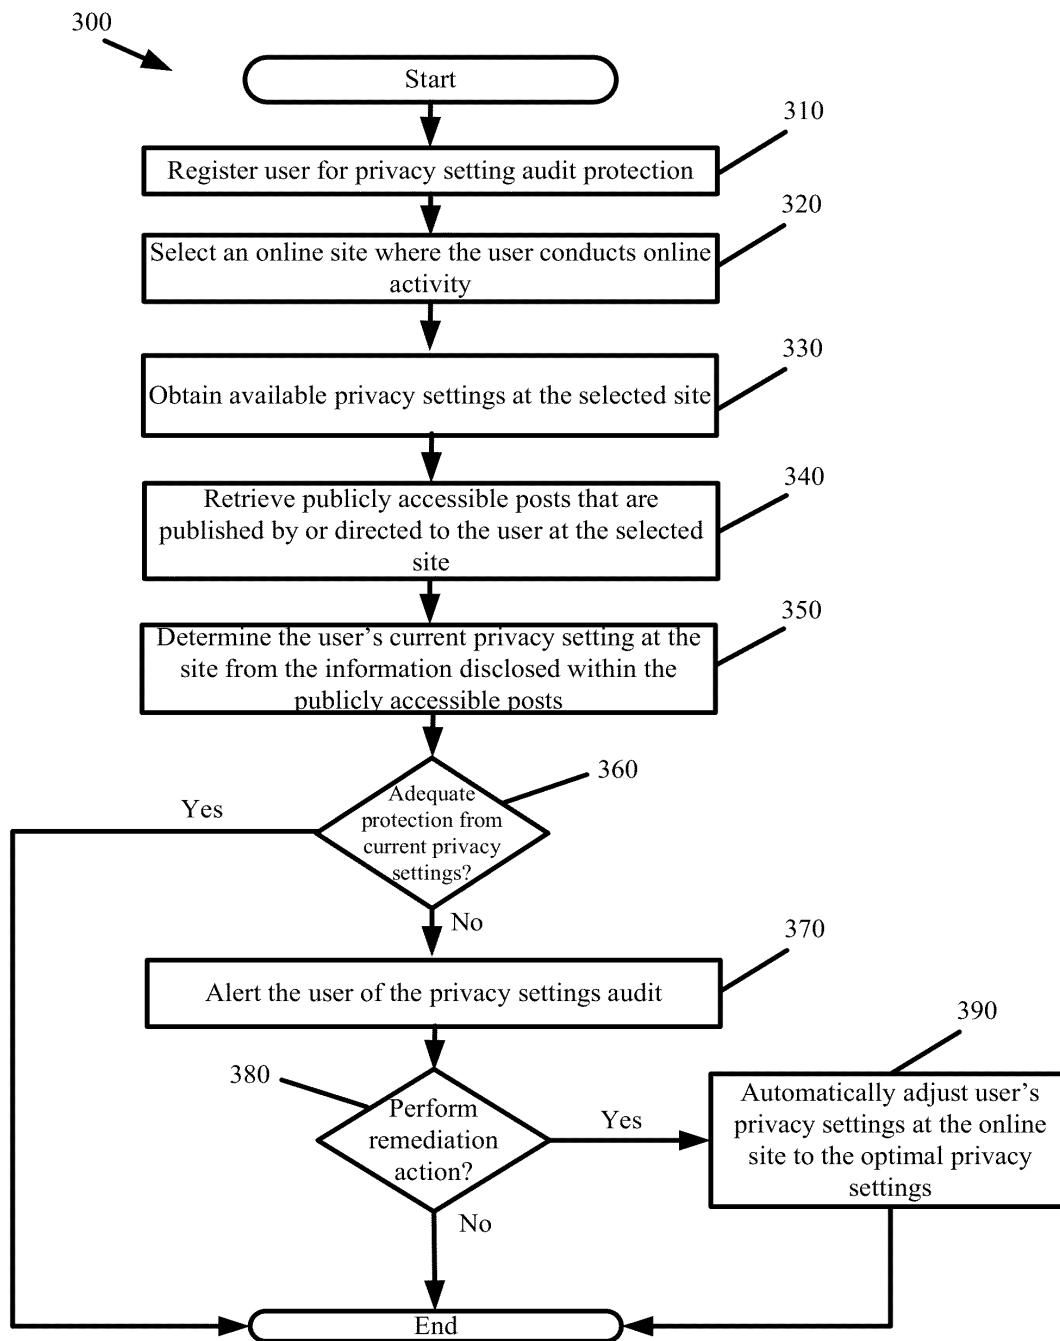 300
Start
310
Register user for privacy setting audit protection
320
Select an online site where the user conducts online
activity
330
Obtain available privacy settings at the selected site
340
Retrieve publicly accessible posts that are
published by or directed to the user at the selected
site
350
Determine the user's current privacy setting at the
site from the information disclosed within the
publicly accessible posts
360
Adequate
protection from
current privacy
settings?
Yes
No
370
Alert the user of the privacy settings audit
380
Perform
remediation
action?
Yes
No
390
Automatically adjust user's
privacy settings at the online
site to the optimal privacy
settings
End